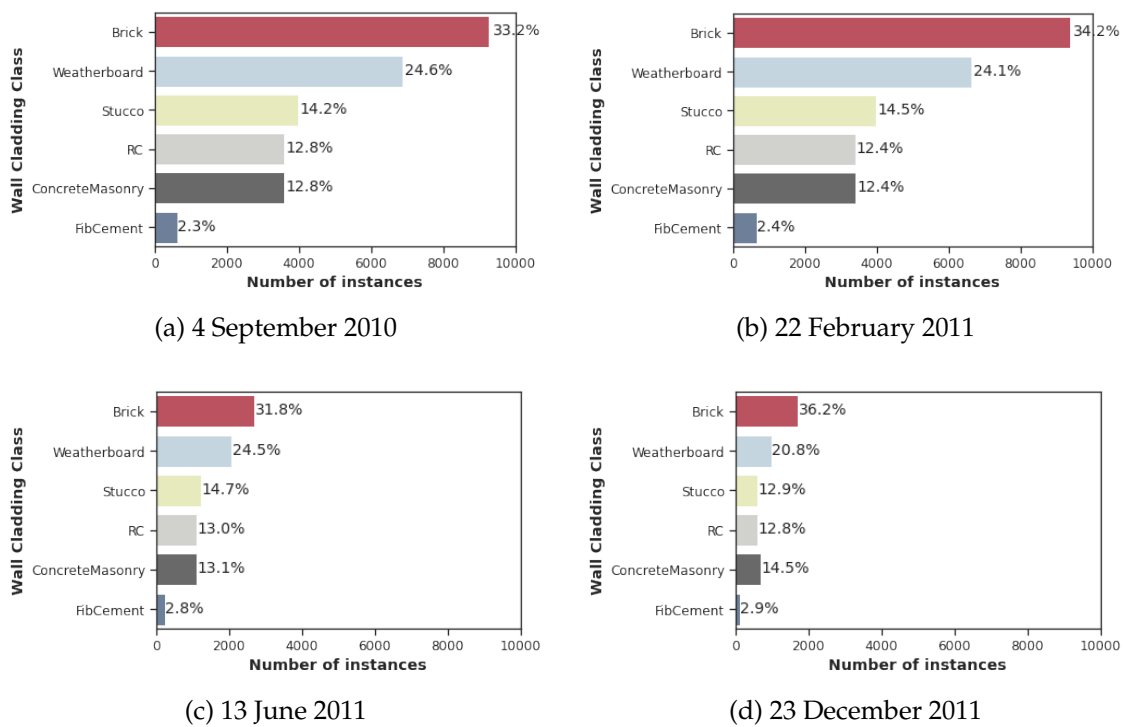 Wall Cladding Class
Brick 33.2%
Weatherboard 24.6%
Stucco 14.2%
RC 12.8%
ConcreteMasonry 12.8%
FibCement 2.3%
0 2000 4000 6000 8000 10000
Number of instances
(a) 4 September 2010
Wall Cladding Class
Brick 34.2%
Weatherboard 24.1%
Stucco 14.5%
RC 12.4%
ConcreteMasonry 12.4%
FibCement 2.4%
0 2000 4000 6000 8000 10000
Number of instances
(b) 22 February 2011
Wall Cladding Class
Brick 31.8%
Weatherboard 24.5%
Stucco 14.7%
RC 13.0%
ConcreteMasonry 13.1%
FibCement 2.8%
0 2000 4000 6000 8000 10000
Number of instances
(c) 13 June 2011
Wall Cladding Class
Brick 36.2%
Weatherboard 20.8%
Stucco 12.9%
RC 12.8%
ConcreteMasonry 14.5%
FibCement 2.9%
0 2000 4000 6000 8000 10000
Number of instances
(d) 23 December 2011